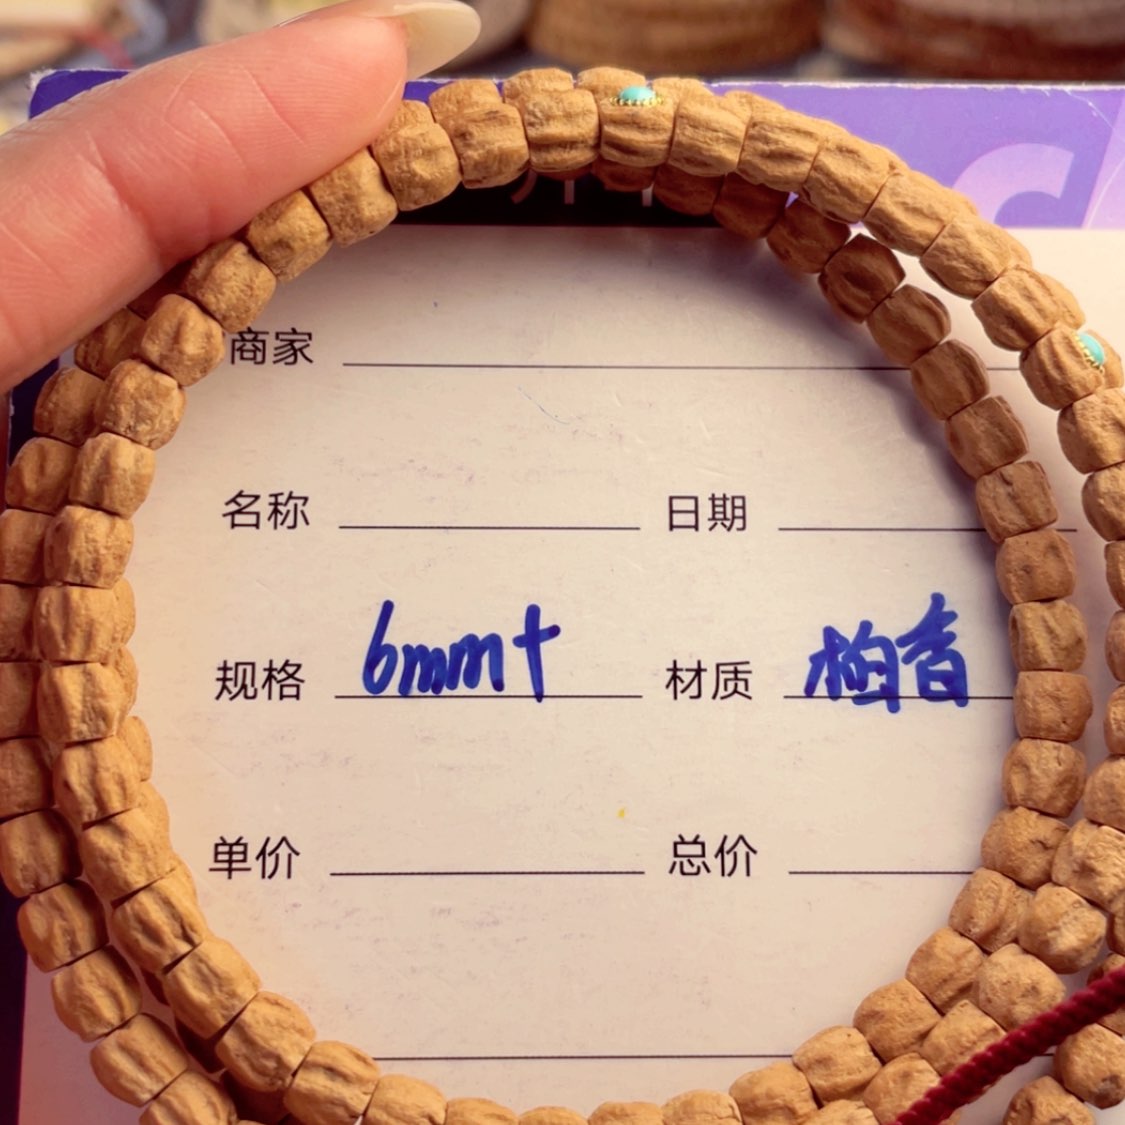 商家
名称 日期
规格 6mm+ 材质 柏香
单价 总价